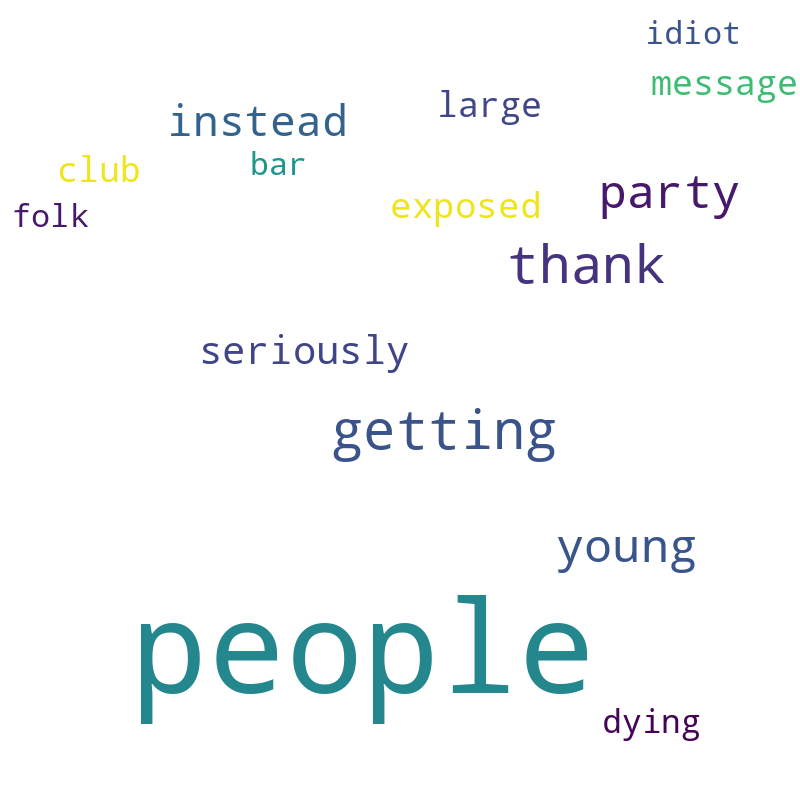 idiot
message
large
instead
bar
club
party
exposed
folk
thank
seriously
getting
young
people
dying